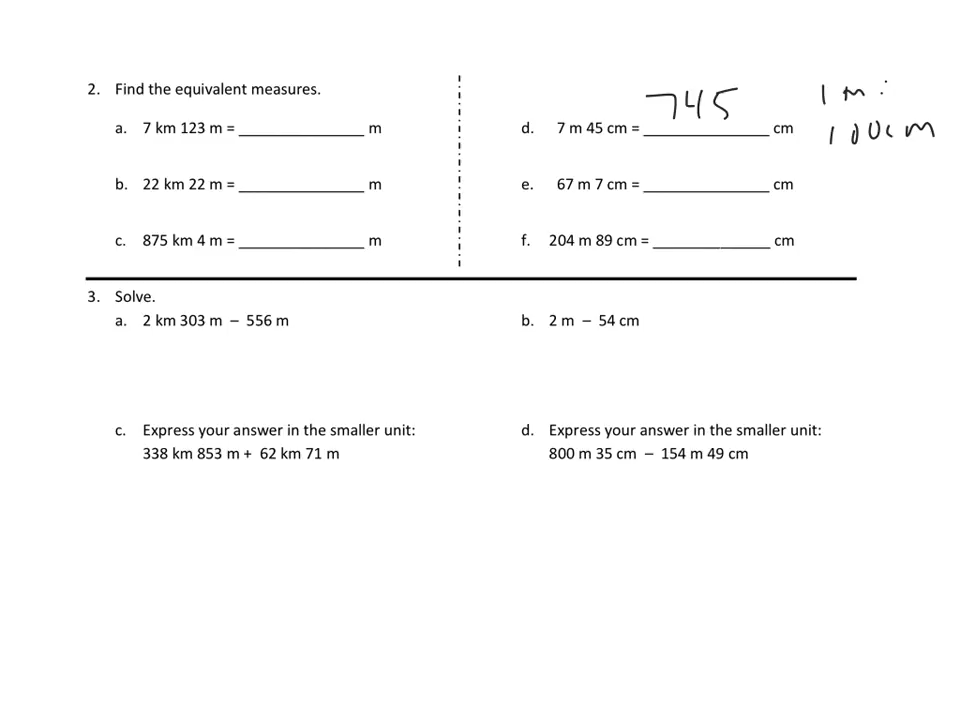 2. Find the equivalent measures.
a. 7 km 123 m = _______________ m
b. 22 km 22 m = _______________ m
c. 875 km 4 m = _______________ m
745
d. 7 m 45 cm = _______________ cm
1 m :
100cm
e. 67 m 7 cm = _______________ cm
f. 204 m 89 cm = ______________ cm
3. Solve.
a. 2 km 303 m – 556 m
b. 2 m – 54 cm
c. Express your answer in the smaller unit:
338 km 853 m + 62 km 71 m
d. Express your answer in the smaller unit:
800 m 35 cm – 154 m 49 cm